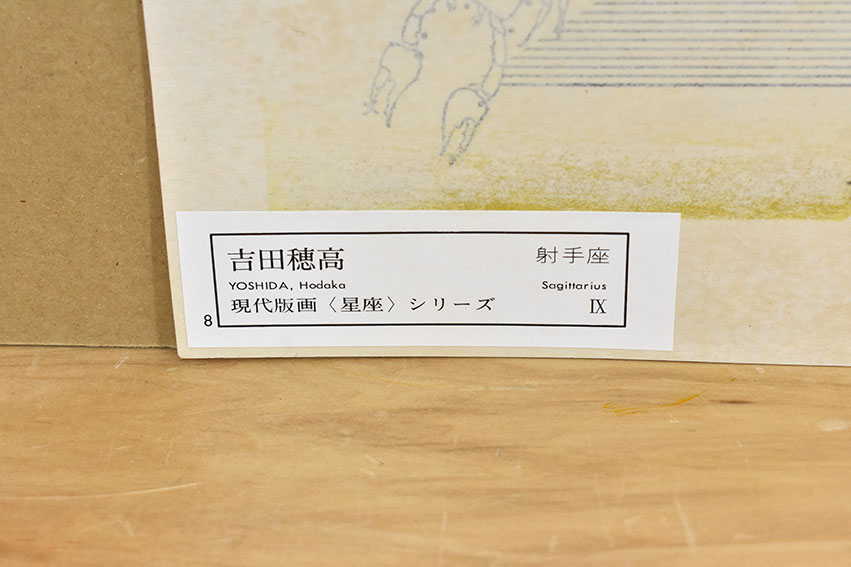 吉田穂高 射手座
YOSHIDA, Hodaka Sagittarius
現代版画〈星座〉シリーズ IX
8